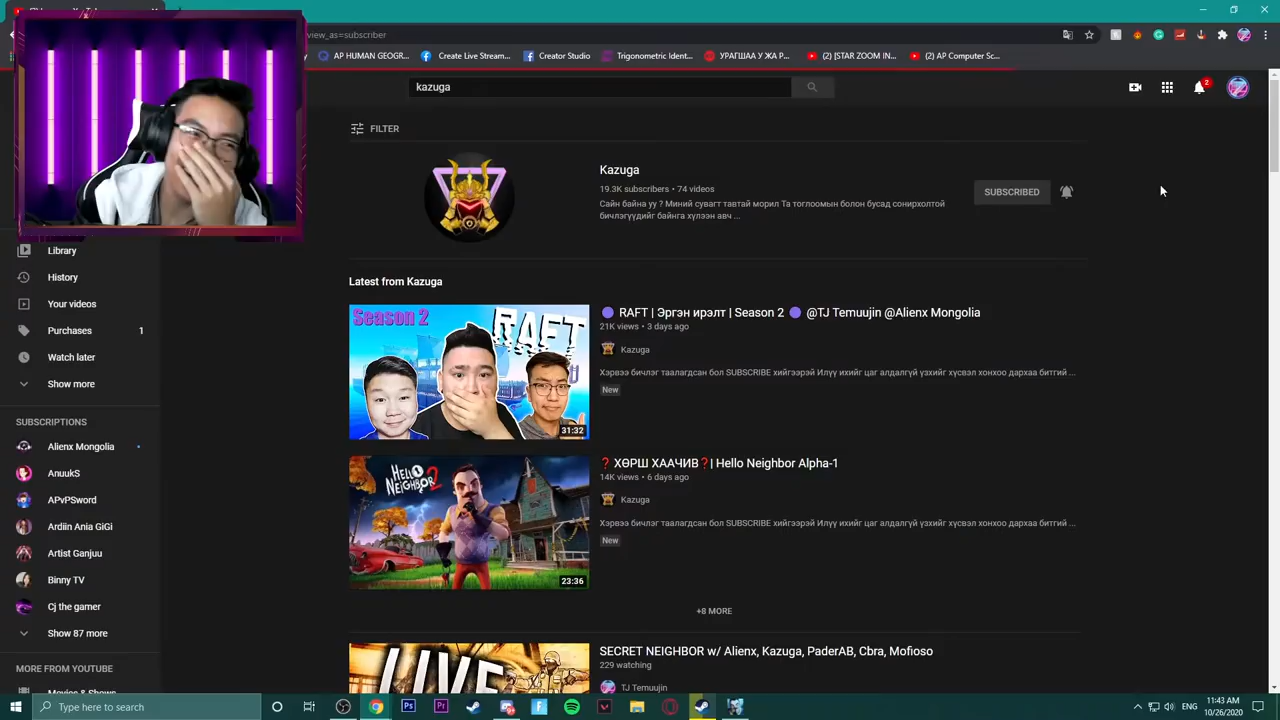 view_as=subscriber
AP HUMAN GEOGR...
Create Live Stream...
Creator Studio
Trigonometric Ident...
УРАГШАА У ЖА Р...
(2) [STAR ZOOM IN...
(2) AP Computer Sc...
kazuga
2
FILTER
Kazuga
19.3K subscribers • 74 videos
Сайн байна уу ? Миний сувагт тавтай морил Та тоглоомын болон бусад сонирхолтой
бичлэгүүдийг байнга хүлээн авч ...
SUBSCRIBED
Library
History
Your videos
Purchases 1
Watch later
Show more
SUBSCRIPTIONS
Alienx Mongolia
AnuukS
APvPSword
Ardiin Ania GiGi
Artist Ganjuu
Binny TV
Cj the gamer
Show 87 more
MORE FROM YOUTUBE
Movies & Shows
Latest from Kazuga
Season 2
RAFT
31:32
RAFT | Эргэн ирэлт | Season 2 @TJ Temuujin @Alienx Mongolia
21K views • 3 days ago
Kazuga
Хэрвээ бичлэг таалагдсан бол SUBSCRIBE хийгээрэй Илүү ихийг цаг алдалгүй үзхийг хүсвэл хонхоо дархаа битгий ...
New
HELLO
NEIGHBOR 2
23:36
❓ХӨРШ ХААЧИВ❓| Hello Neighbor Alpha-1
14K views • 6 days ago
Kazuga
Хэрвээ бичлэг таалагдсан бол SUBSCRIBE хийгээрэй Илүү ихийг цаг алдалгүй үзхийг хүсвэл хонхоо дархаа битгий ...
New
+8 MORE
LIVE
SECRET NEIGHBOR w/ Alienx, Kazuga, PaderAB, Cbra, Mofioso
229 watching
TJ Temuujin
Type here to search
11:43 AM
10/26/2020